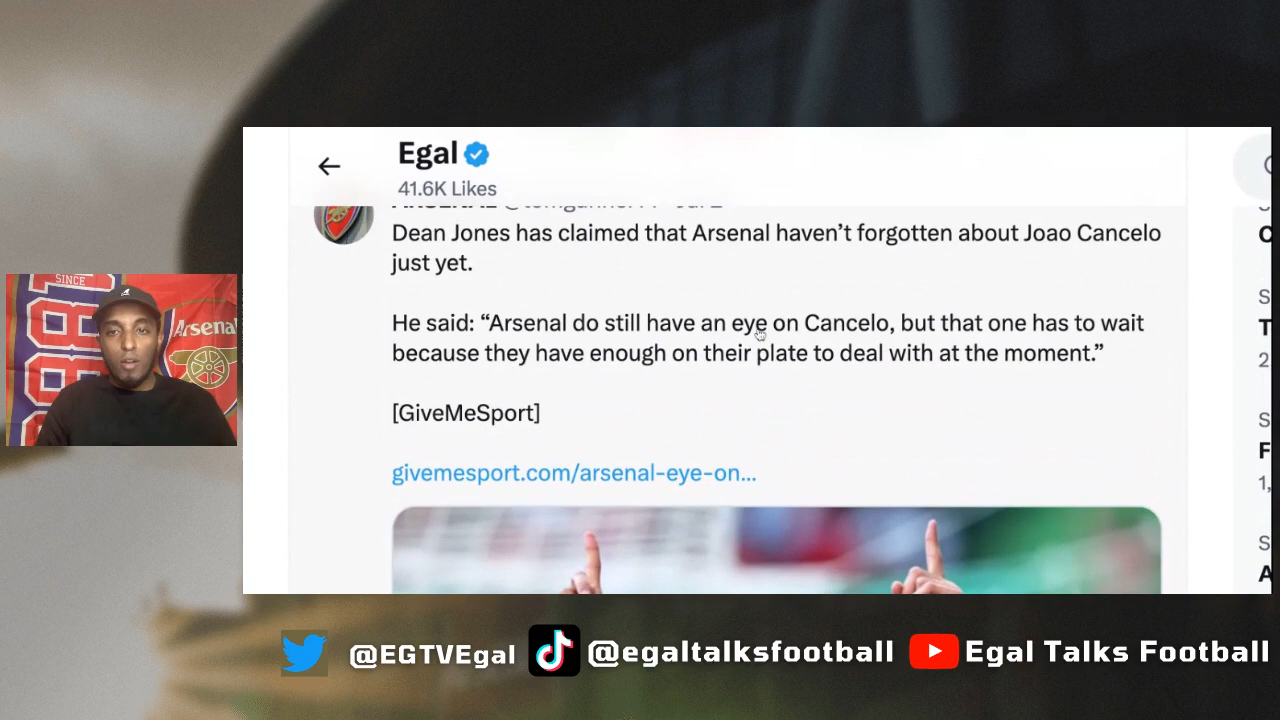 Egal
41.6K Likes
Dean Jones has claimed that Arsenal haven’t forgotten about Joao Cancelo
just yet.
He said: “Arsenal do still have an eye on Cancelo, but that one has to wait
because they have enough on their plate to deal with at the moment.”
[GiveMeSport]
givemesport.com/arsenal-eye-on...
SINCE
Arsenal
@EGTVEgal
@egaltalksfootball
Egal Talks Football